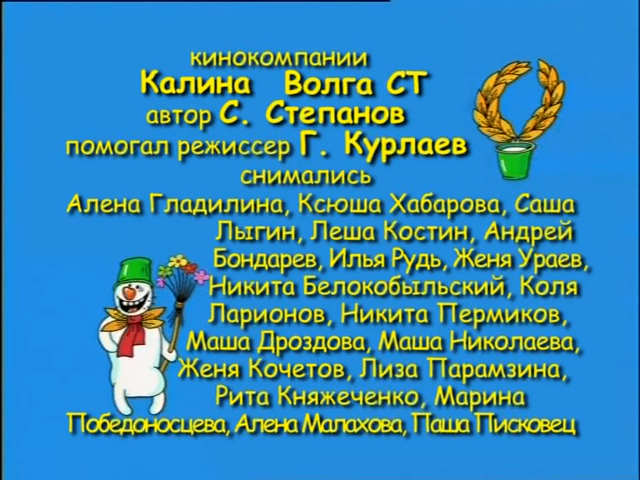 кинокомпании
Калина Волга СТ
автор С. Степанов
помогал режиссер Г. Курлаев
снимались
Алена Гладилина, Ксюша Хабарова, Саша
Лыгин, Леша Костин, Андрей
Бондарев, Илья Рудь, Женя Ураев,
Никита Белокобыльский, Коля
Ларионов, Никита Пермиков,
Маша Дроздова, Маша Николаева,
Женя Кочетов, Лиза Парамзина,
Рита Княжеченко, Марина
Победоносцева, Алена Малахова, Паша Писковец